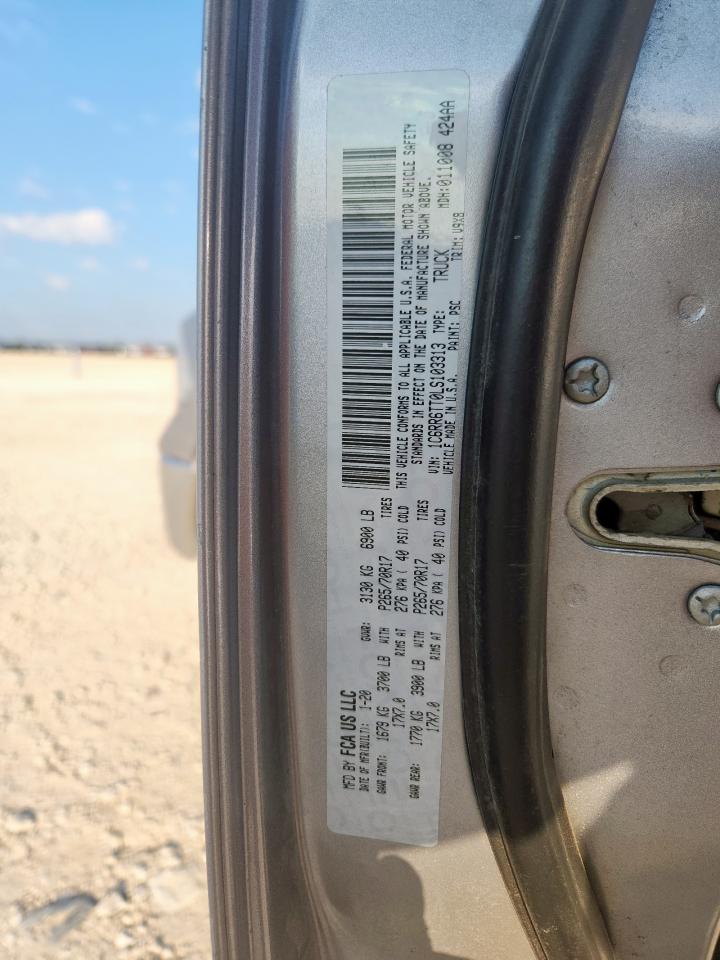 MFD BY FCA US LLC
DATE OF MFR(BUILT): 1-20 GVWR: 3130 KG 6900 LB
GAWR FRONT: 1679 KG 3700 LB WITH P265/70R17 TIRES
17X7.0 RIMS AT 276 KPA ( 40 PSI) COLD
GAWR REAR: 1770 KG 3900 LB WITH P265/70R17 TIRES
17X7.0 RIMS AT 276 KPA ( 40 PSI) COLD
THIS VEHICLE CONFORMS TO ALL APPLICABLE U.S.A. FEDERAL MOTOR VEHICLE SAFETY
STANDARDS IN EFFECT ON THE DATE OF MANUFACTURE SHOWN ABOVE.
VIN: 1C6RR6TT0LS103313 TYPE: TRUCK MDH:011008 424AA
VEHICLE MADE IN U.S.A. PAINT: PSC TRIM: V9X8